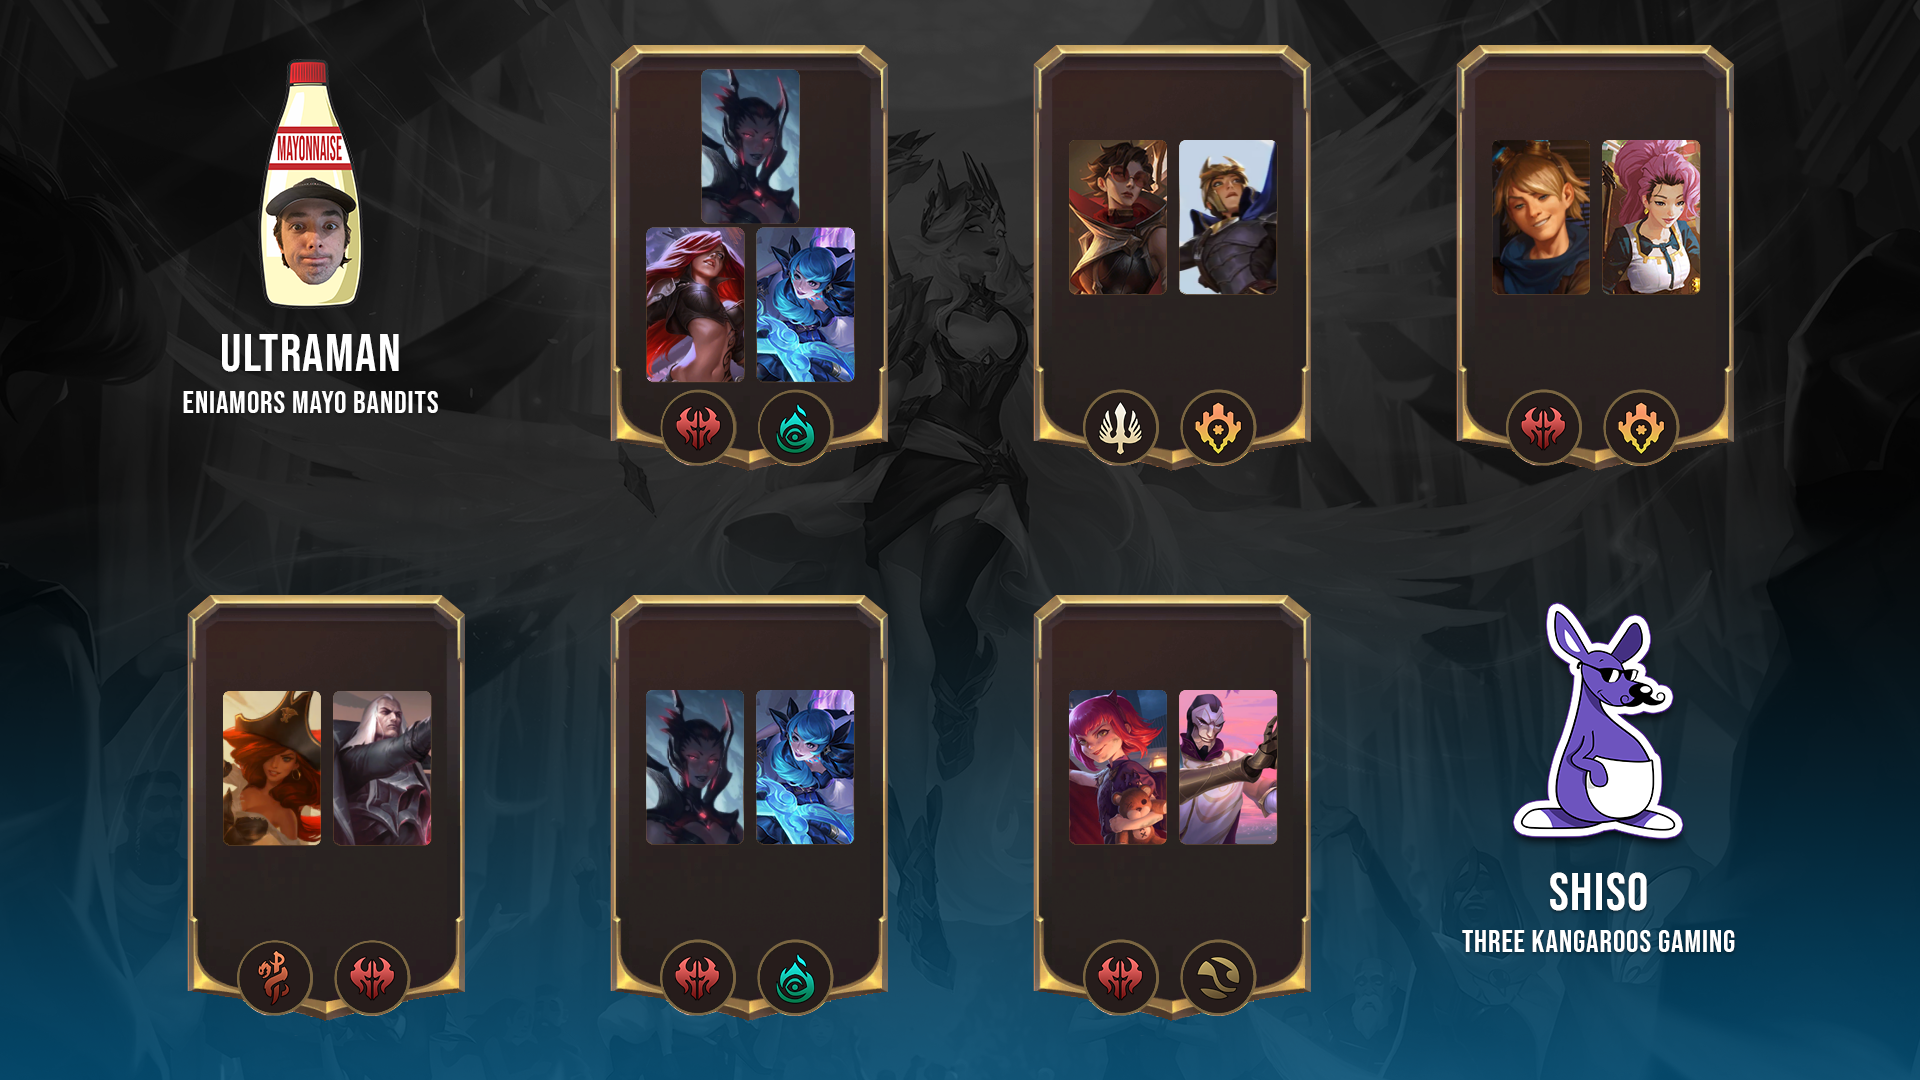 MAYONNAISE
ULTRAMAN
ENIAMORS MAYO BANDITS
SHISO
THREE KANGAROOS GAMING